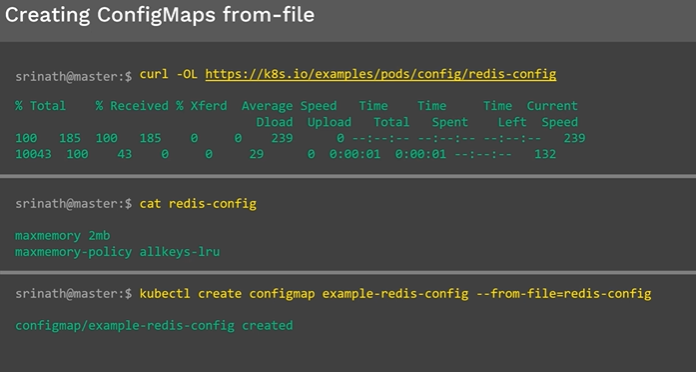 Creating ConfigMaps from-file
srinath@master:$ curl -OL https://k8s.io/examples/pods/config/redis-config
% Total % Received % Xferd Average Speed Time Time Time Current
Dload Upload Total Spent Left Speed
100 185 100 185 0 0 239 0 --:--:-- --:--:-- --:--:-- 239
10043 100 43 0 0 29 0 0:00:01 0:00:01 --:--:-- 132
srinath@master:$ cat redis-config
maxmemory 2mb
maxmemory-policy allkeys-lru
srinath@master:$ kubectl create configmap example-redis-config --from-file=redis-config
configmap/example-redis-config created